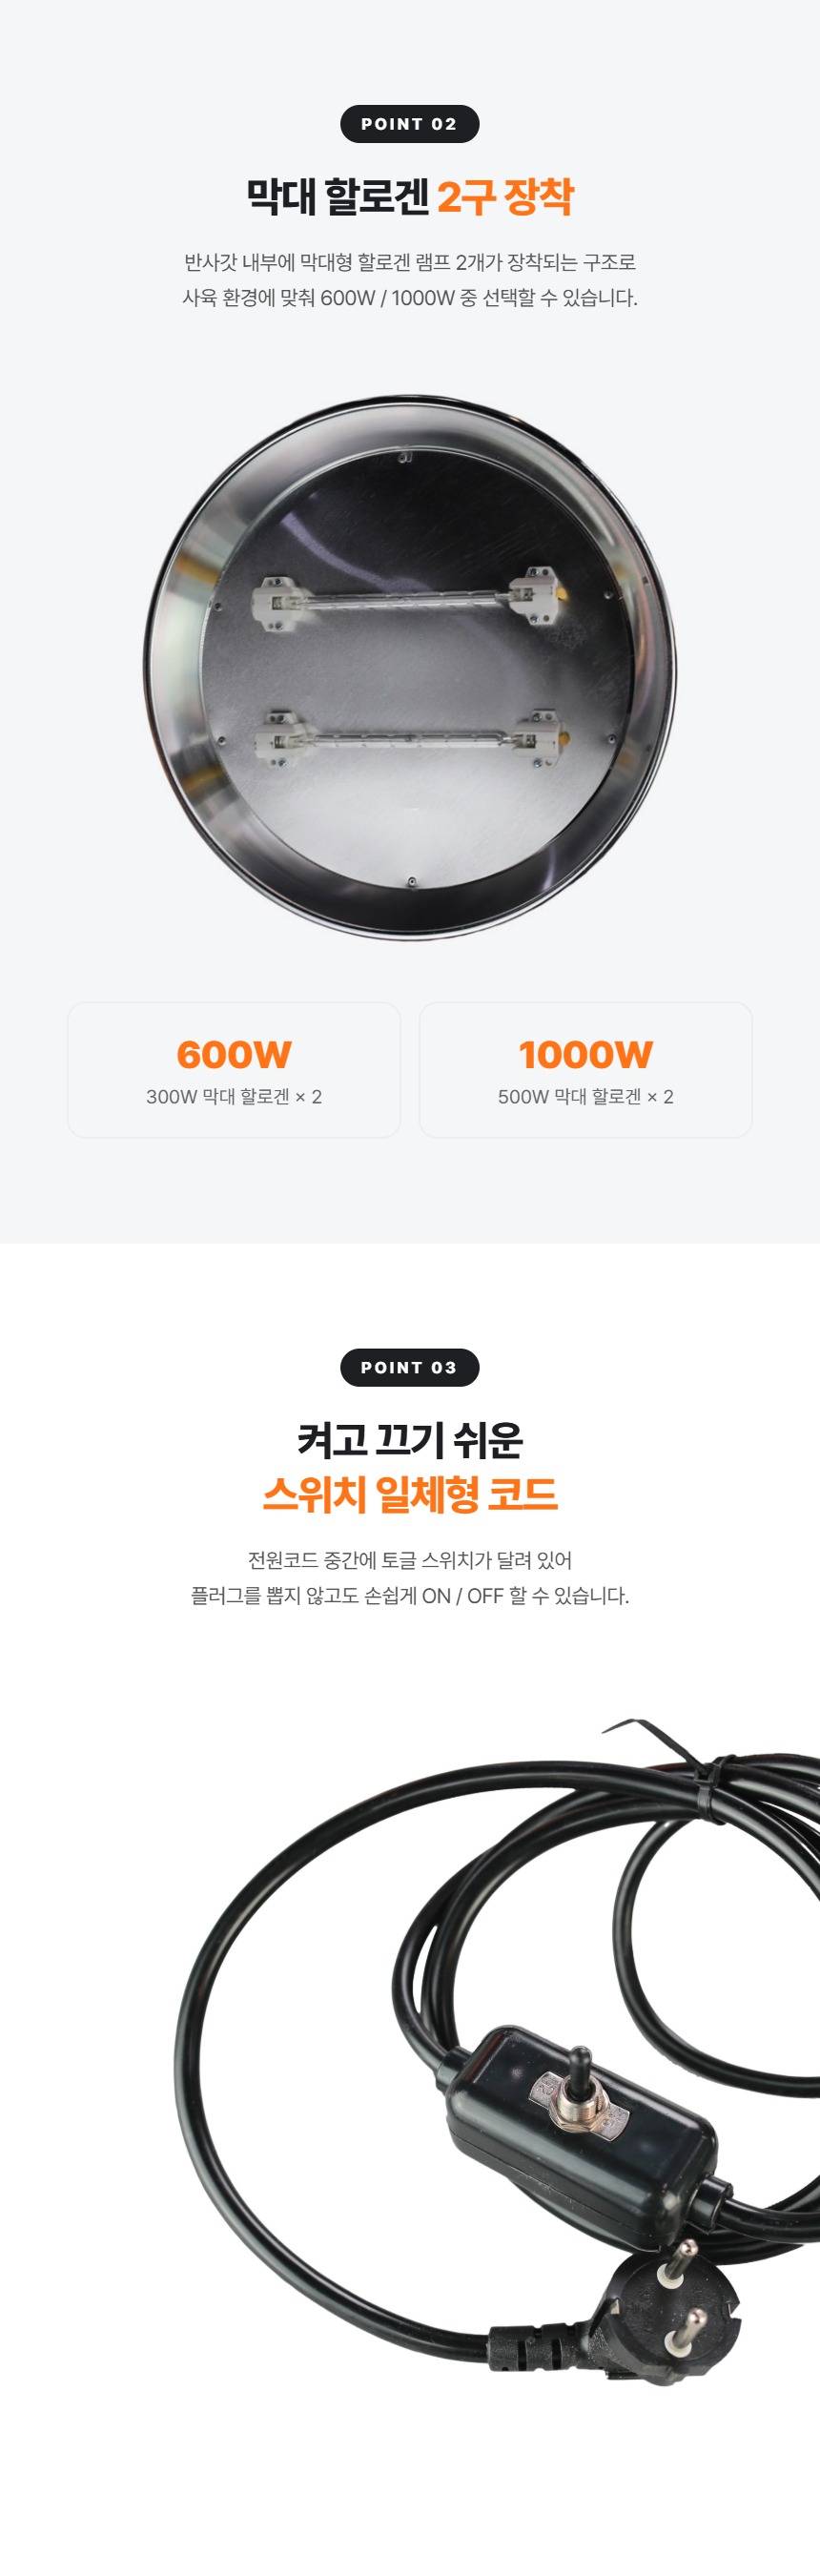 POINT 02
막대 할로겐 2구 장착
반사갓 내부에 막대형 할로겐 램프 2개가 장착되는 구조로
사육 환경에 맞춰 600W / 1000W 중 선택할 수 있습니다.
600W
300W 막대 할로겐 × 2
1000W
500W 막대 할로겐 × 2
POINT 03
켜고 끄기 쉬운
스위치 일체형 코드
전원코드 중간에 토글 스위치가 달려 있어
플러그를 뽑지 않고도 손쉽게 ON / OFF 할 수 있습니다.